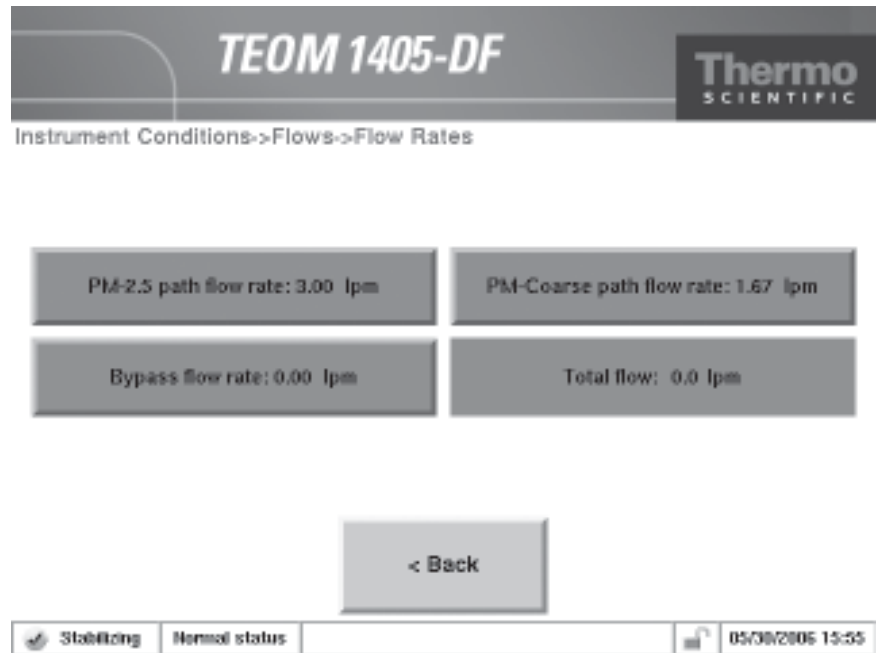 TEOM 1405-DF
Thermo
SCIENTIFIC
Instrument Conditions->Flows->Flow Rates
PM-2.5 path flow rate: 3.00 lpm
PM-Coarse path flow rate: 1.67 lpm
Bypass flow rate: 0.00 lpm
Total flow: 0.0 lpm
< Back
Stabilizing
Normal status
05/30/2006 15:55